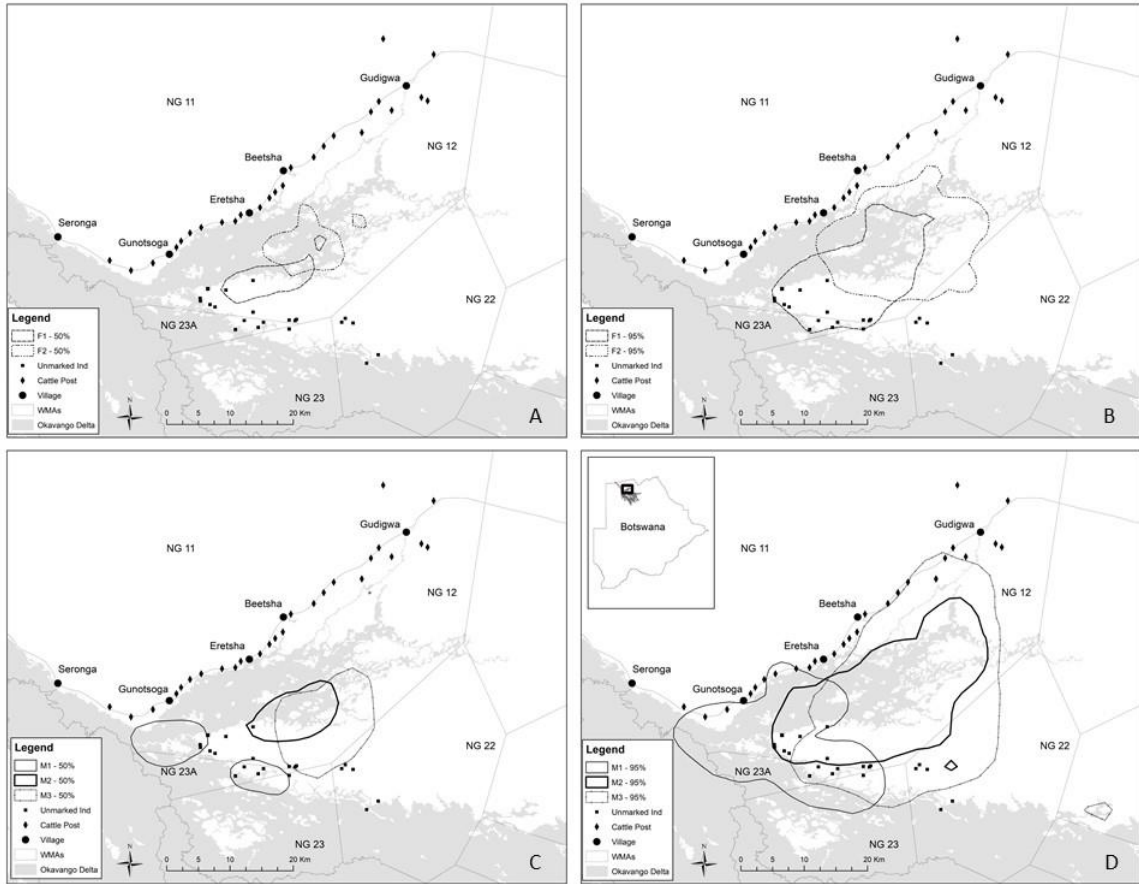 Gudigwa
NG 11
NG 12
Beetsha
Eretsha
Seronga
Gunotsoga
NG 22
Legend
F1 - 50%
F2 - 50%
Unmarked Ind
Cattle Post
Village
WMAs
Okavango Delta
NG 23A
N
0 5 10 20 Km
NG 23
A
Gudigwa
NG 11
NG 12
Beetsha
Eretsha
Seronga
Gunotsoga
NG 22
Legend
F1 - 95%
F2 - 95%
Unmarked Ind
Cattle Post
Village
WMAs
Okavango Delta
NG 23A
N
0 5 10 20 Km
NG 23
B
Gudigwa
NG 11
NG 12
Beetsha
Eretsha
Seronga
Gunotsoga
NG 22
Legend
M1 - 50%
M2 - 50%
M3 - 50%
Unmarked Ind
Cattle Post
Village
WMAs
Okavango Delta
NG 23A
N
0 5 10 20 Km
NG 23
C
Botswana
Gudigwa
NG 11
NG 12
Beetsha
Eretsha
Seronga
Gunotsoga
NG 22
Legend
M1 - 95%
M2 - 95%
M3 - 95%
Unmarked Ind
Cattle Post
Village
WMAs
Okavango Delta
NG 23A
N
0 5 10 20 Km
NG 23
D